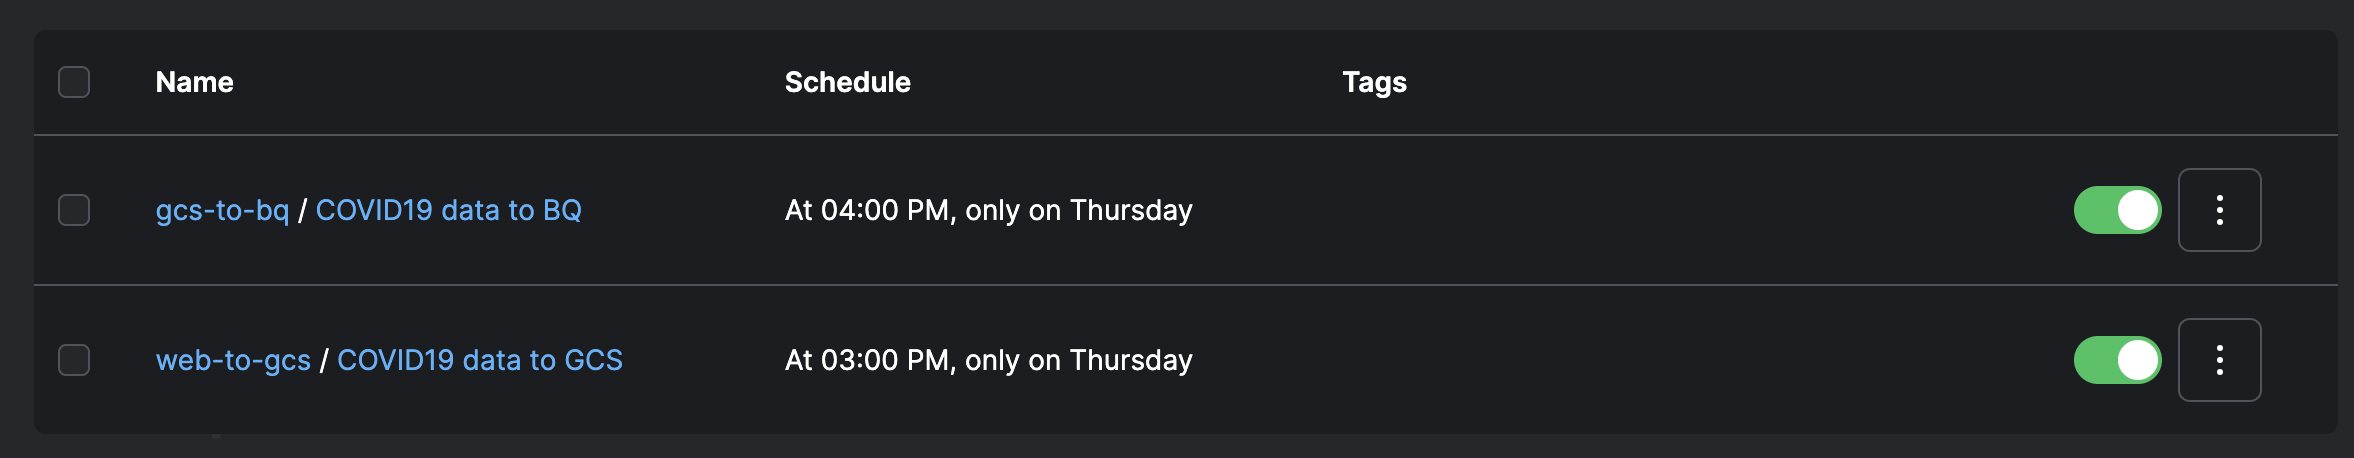 Name Schedule Tags
gcs-to-bq / COVID19 data to BQ At 04:00 PM, only on Thursday
web-to-gcs / COVID19 data to GCS At 03:00 PM, only on Thursday